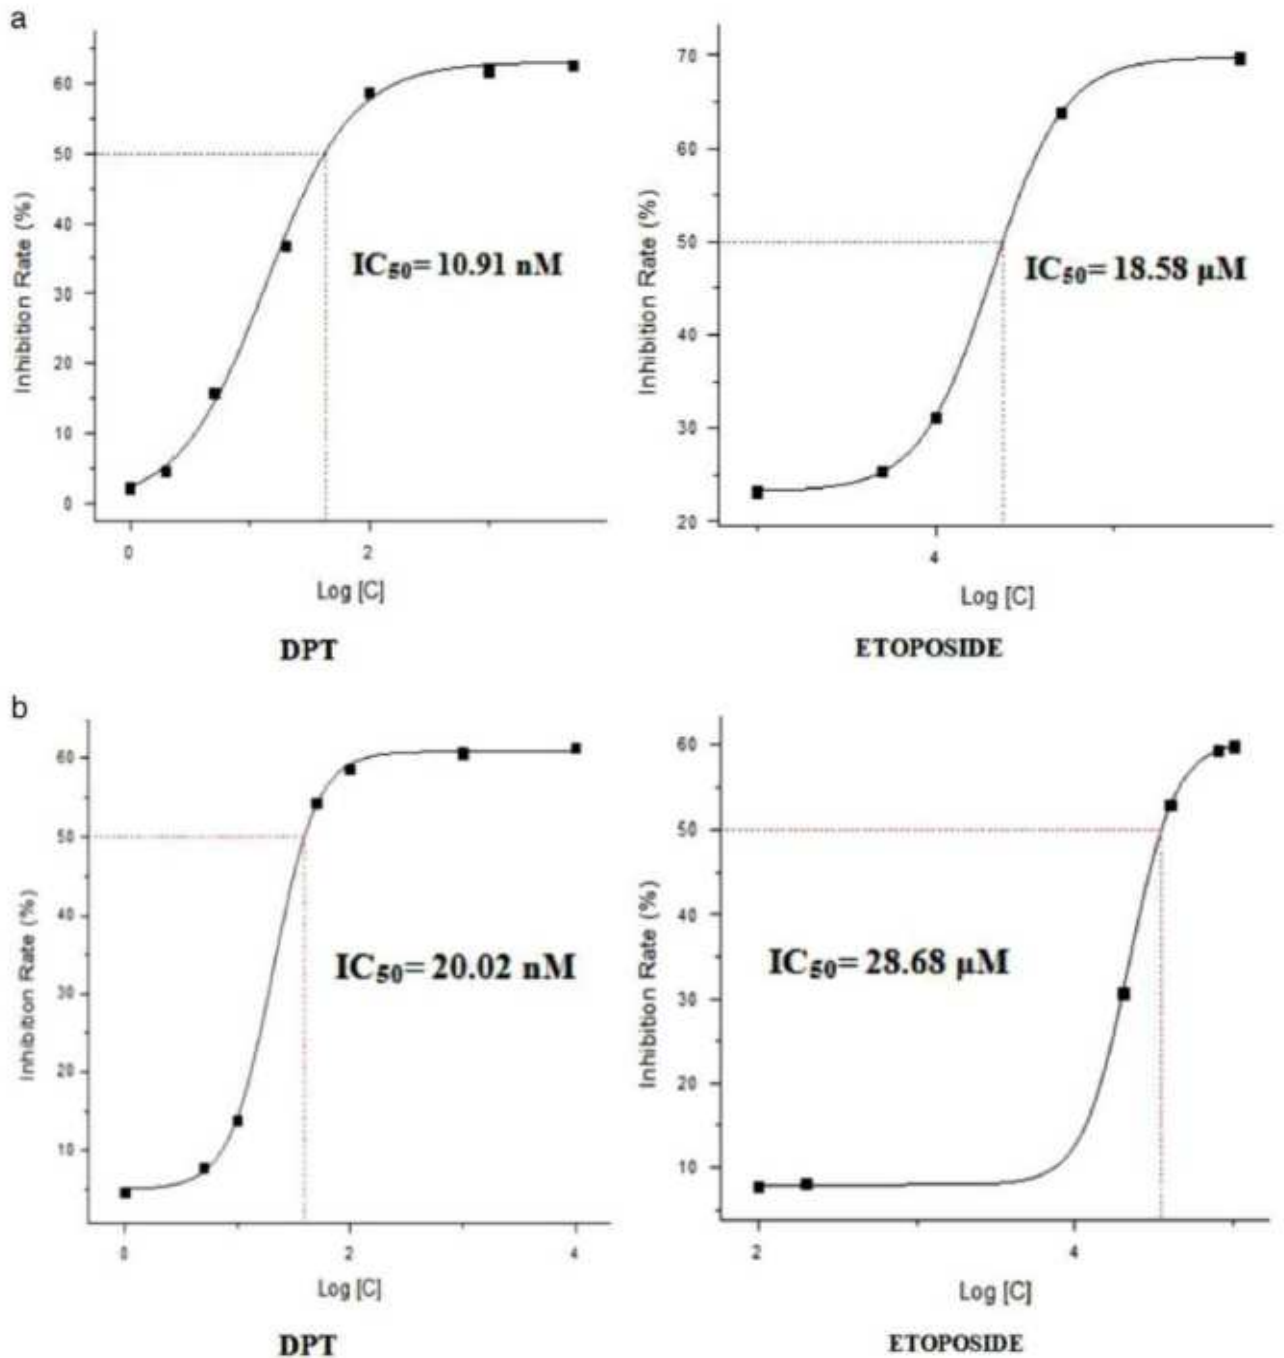 a
60
50
40
30
20
10
0
Inhibition Rate (%)
IC50= 10.91 nM
0 2
Log [C]
DPT
70
60
50
40
30
20
Inhibition Rate (%)
IC50= 18.58 μM
4
Log [C]
ETOPOSIDE
b
60
50
40
30
20
10
Inhibition Rate (%)
IC50= 20.02 nM
0 2 4
Log [C]
DPT
60
50
40
30
20
10
Inhibition Rate (%)
IC50= 28.68 μM
2 4
Log [C]
ETOPOSIDE